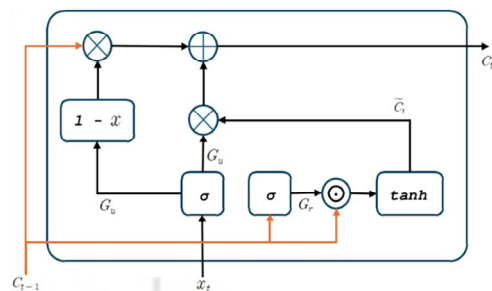 C_t
1 - x
C̃_t
G_u
G_u
σ
σ
G_r
tanh
C_{t-1}
x_t